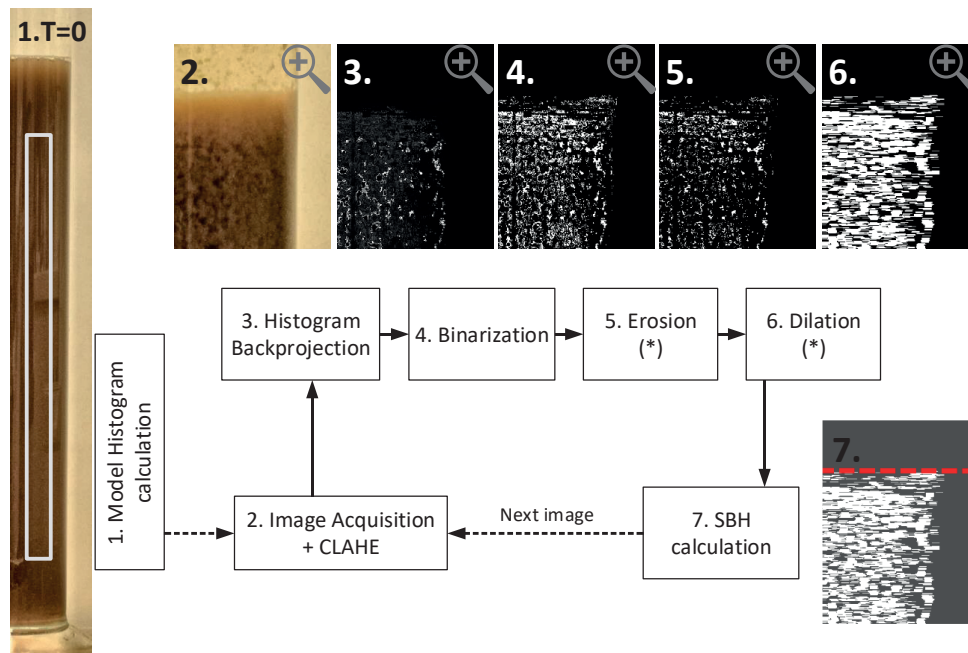 1.T=0
2.
3.
4.
5.
6.
3. Histogram
Backprojection
4. Binarization
5. Erosion
(*)
6. Dilation
(*)
1. Model Histogram
calculation
2. Image Acquisition
+ CLAHE
Next image
7. SBH
calculation
7.